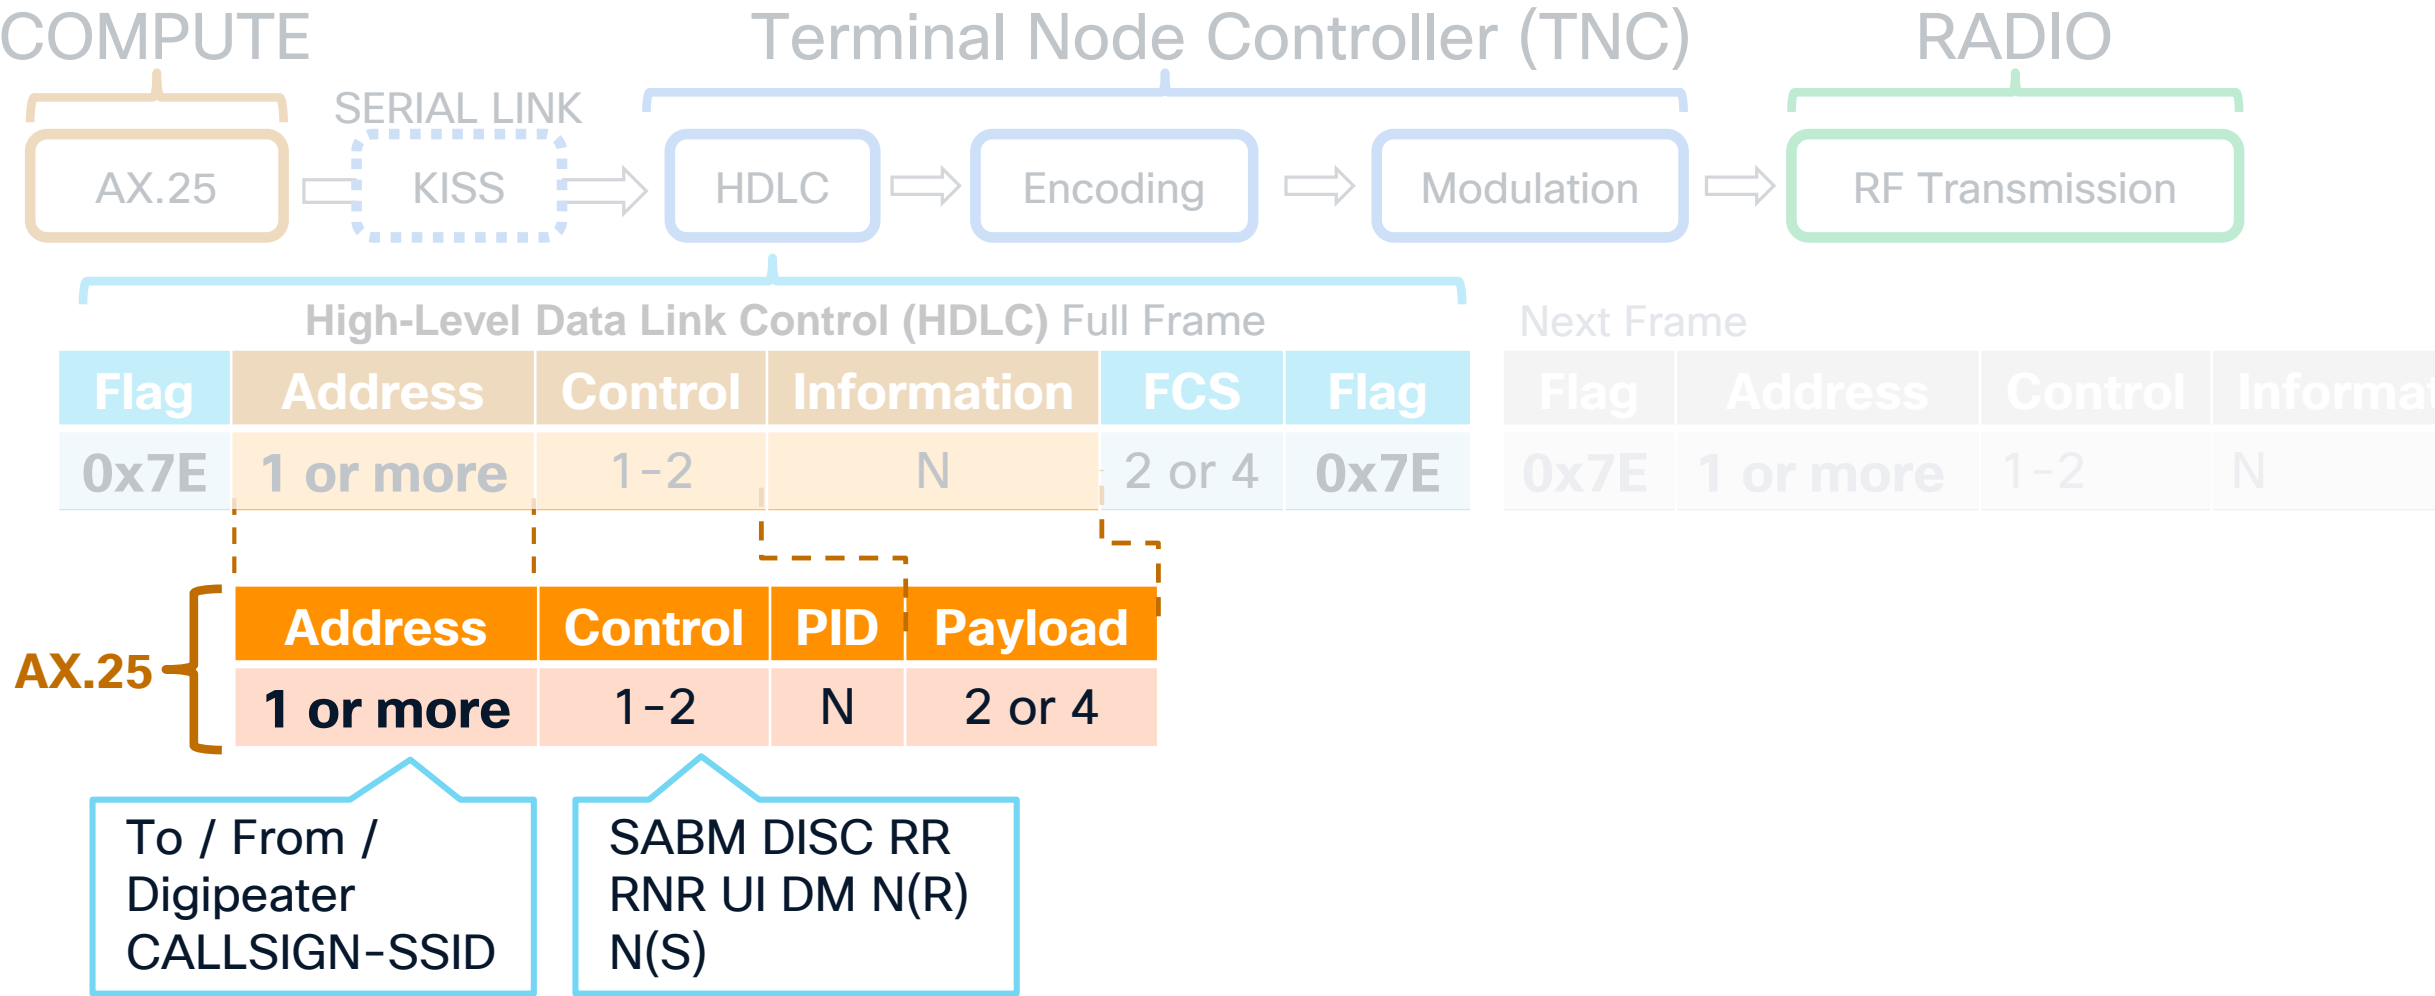 COMPUTE
Terminal Node Controller (TNC)
RADIO
SERIAL LINK
AX.25
KISS
HDLC
Encoding
Modulation
RF Transmission
High-Level Data Link Control (HDLC) Full Frame
Next Frame
Flag Address Control Information FCS Flag
Flag Address Control Informat
0x7E 1 or more 1-2 N 2 or 4 0x7E
0x7E 1 or more 1-2 N
AX.25
Address Control PID Payload
1 or more 1-2 N 2 or 4
To / From /
Digipeater
CALLSIGN-SSID
SABM DISC RR
RNR UI DM N(R)
N(S)